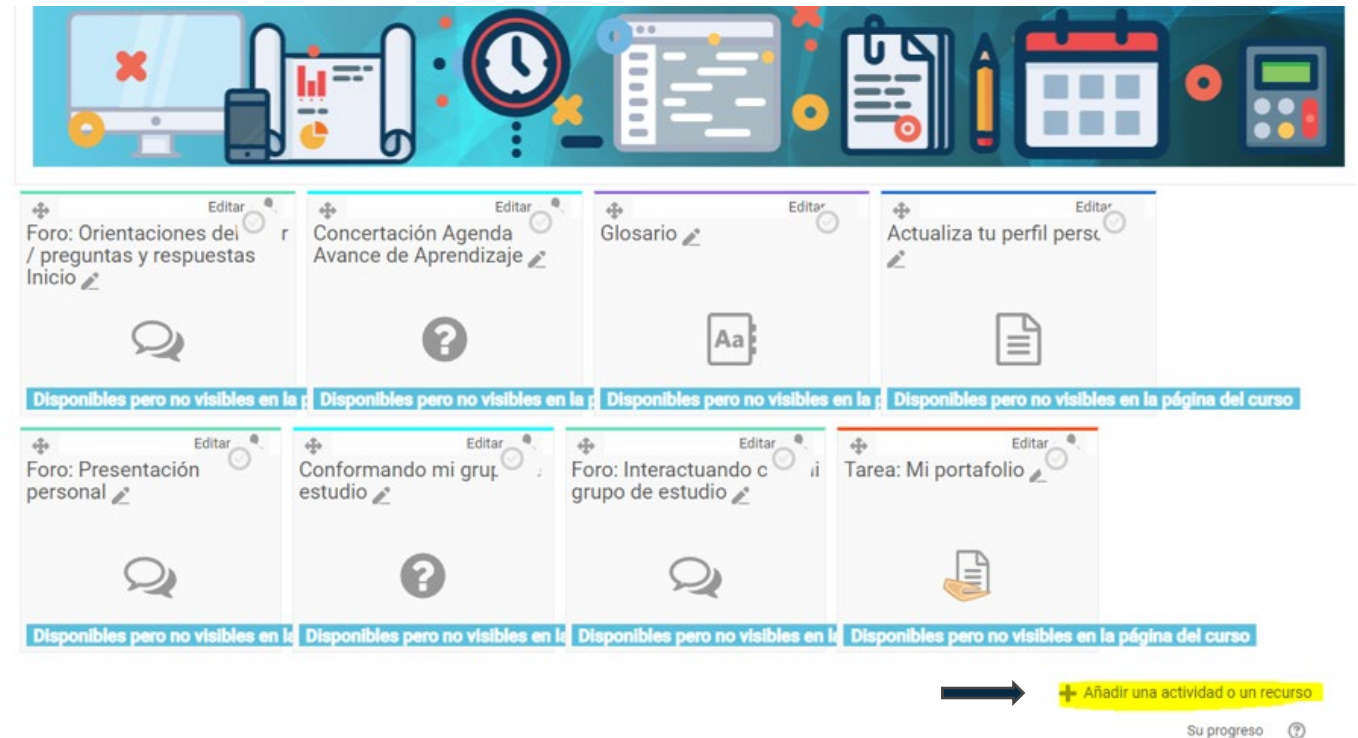 Editar
Foro: Orientaciones del r
/ preguntas y respuestas
Inicio
Disponibles pero no visibles en la p
Editar
Concertación Agenda
Avance de Aprendizaje
Disponibles pero no visibles en la p
Editar
Glosario
Aa
Disponibles pero no visibles en la p
Editar
Actualiza tu perfil perso
Disponibles pero no visibles en la página del curso
Editar
Foro: Presentación
personal
Disponibles pero no visibles en la
Editar
Conformando mi grup
estudio
Disponibles pero no visibles en la
Editar
Foro: Interactuando c i
grupo de estudio
Disponibles pero no visibles en la
Editar
Tarea: Mi portafolio
Disponibles pero no visibles en la página del curso
Añadir una actividad o un recurso
Su progreso